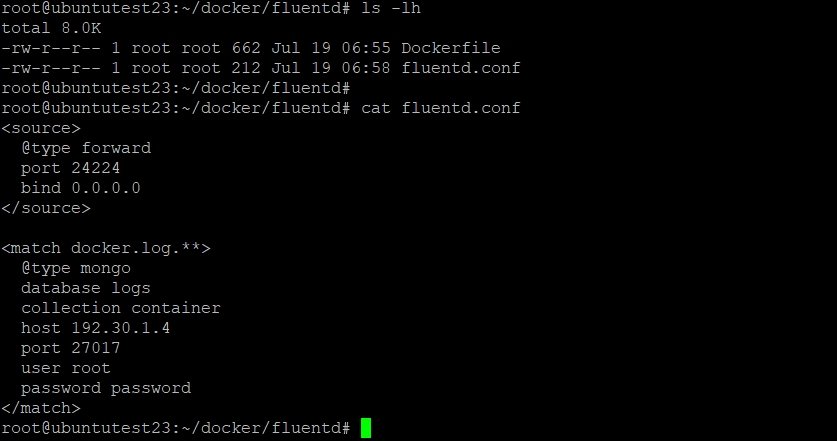 root@ubuntutest23:~/docker/fluentd# ls -lh
total 8.0K
-rw-r--r-- 1 root root 662 Jul 19 06:55 Dockerfile
-rw-r--r-- 1 root root 212 Jul 19 06:58 fluentd.conf
root@ubuntutest23:~/docker/fluentd#
root@ubuntutest23:~/docker/fluentd# cat fluentd.conf
<source>
  @type forward
  port 24224
  bind 0.0.0.0
</source>

<match docker.log.**>
  @type mongo
  database logs
  collection container
  host 192.30.1.4
  port 27017
  user root
  password password
</match>
root@ubuntutest23:~/docker/fluentd#